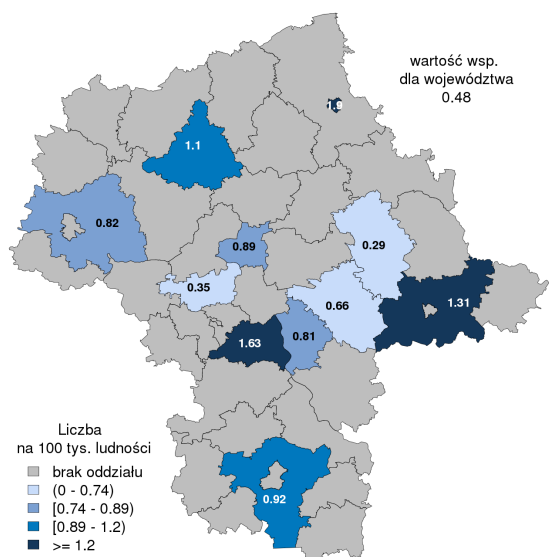 wartość wsp.
dla województwa
0.48
1.1
0.82
0.89
0.29
0.35
0.66
1.31
1.63
0.81
0.92
Liczba
na 100 tys. ludności
brak oddziału
(0 - 0.74)
[0.74 - 0.89)
[0.89 - 1.2)
>= 1.2